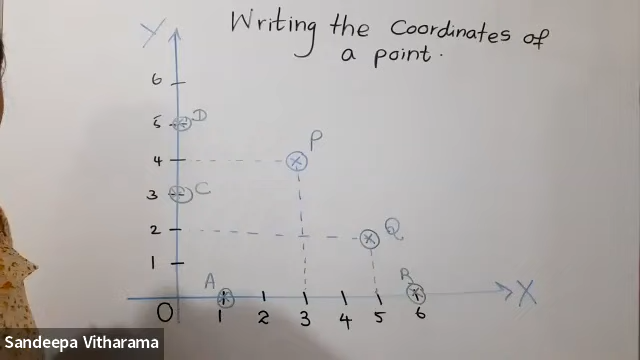 Writing the Coordinates of
a point.
Y
6
5 D
P
4
3 C
2 Q
1
A R
0 1 2 3 4 5 6 X
Sandeepa Vitharama